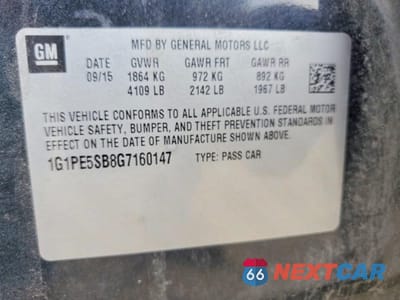 GM
MFD BY GENERAL MOTORS LLC
DATE GVWR GAWR FRT GAWR RR
09/15 1864 KG 972 KG 892 KG
4109 LB 2142 LB 1967 LB
THIS VEHICLE CONFORMS TO ALL APPLICABLE U.S. FEDERAL MOTOR
VEHICLE SAFETY, BUMPER, AND THEFT PREVENTION STANDARDS IN
EFFECT ON THE DATE OF MANUFACTURE SHOWN ABOVE.
1G1PE5SB8G7160147 TYPE: PASS CAR
66 NEXTCAR